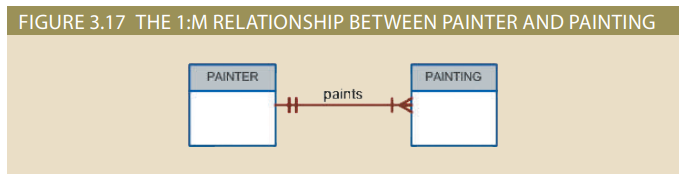 FIGURE 3.17 THE 1:M RELATIONSHIP BETWEEN PAINTER AND PAINTING
PAINTER
paints
PAINTING